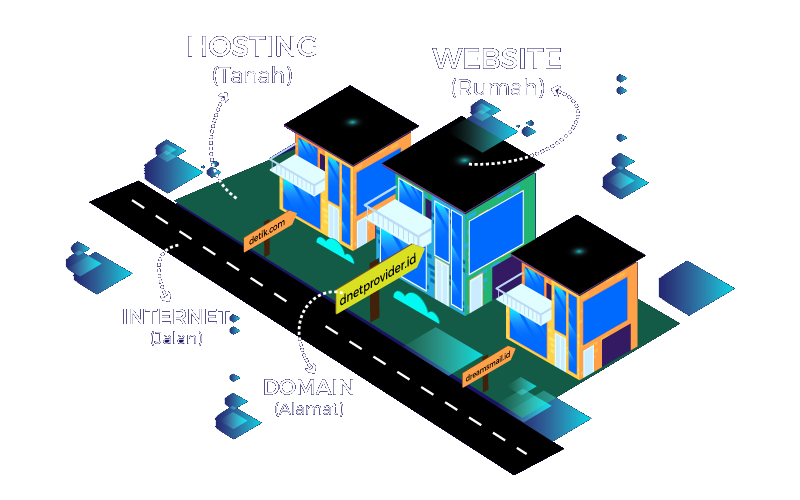 HOSTING
(Tanah)
WEBSITE
(Rumah)
detik.com
dnetprovider.id
INTERNET
(Jalan)
dreamsmail.id
DOMAIN
(Alamat)